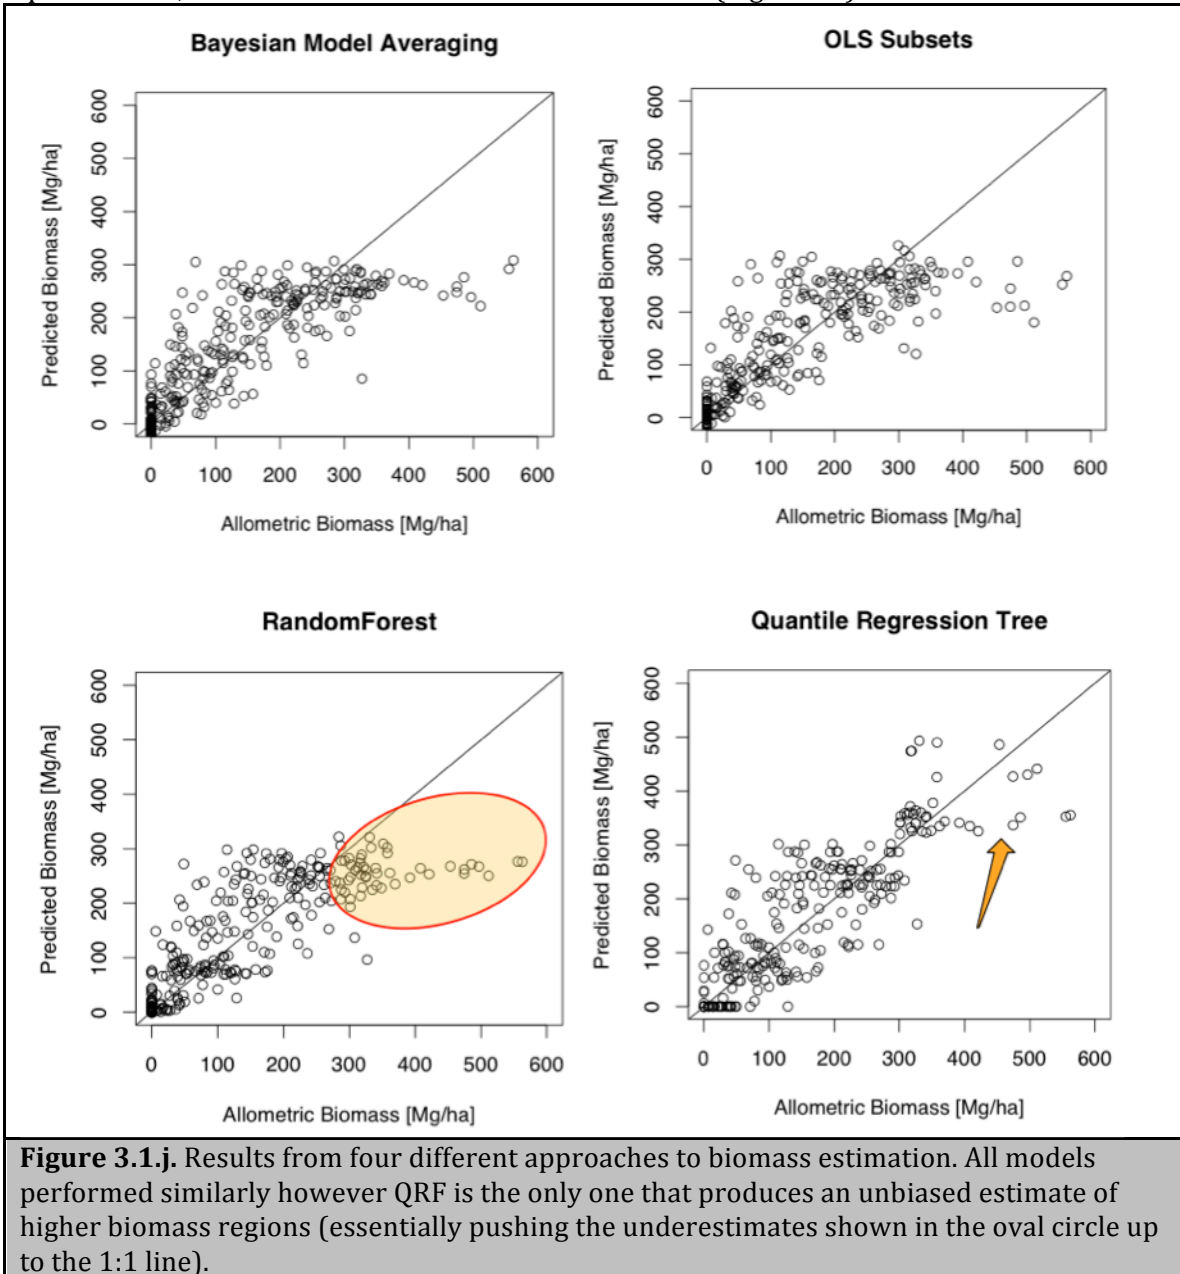 Bayesian Model Averaging
600
500
400
300
200
100
0
Predicted Biomass [Mg/ha]
0 100 200 300 400 500 600
Allometric Biomass [Mg/ha]
OLS Subsets
600
500
400
300
200
100
0
Predicted Biomass [Mg/ha]
0 100 200 300 400 500 600
Allometric Biomass [Mg/ha]
RandomForest
600
500
400
300
200
100
0
Predicted Biomass [Mg/ha]
0 100 200 300 400 500 600
Allometric Biomass [Mg/ha]
Quantile Regression Tree
600
500
400
300
200
100
0
Predicted Biomass [Mg/ha]
0 100 200 300 400 500 600
Allometric Biomass [Mg/ha]
Figure 3.1.j. Results from four different approaches to biomass estimation. All models
performed similarly however QRF is the only one that produces an unbiased estimate of
higher biomass regions (essentially pushing the underestimates shown in the oval circle up
to the 1:1 line).